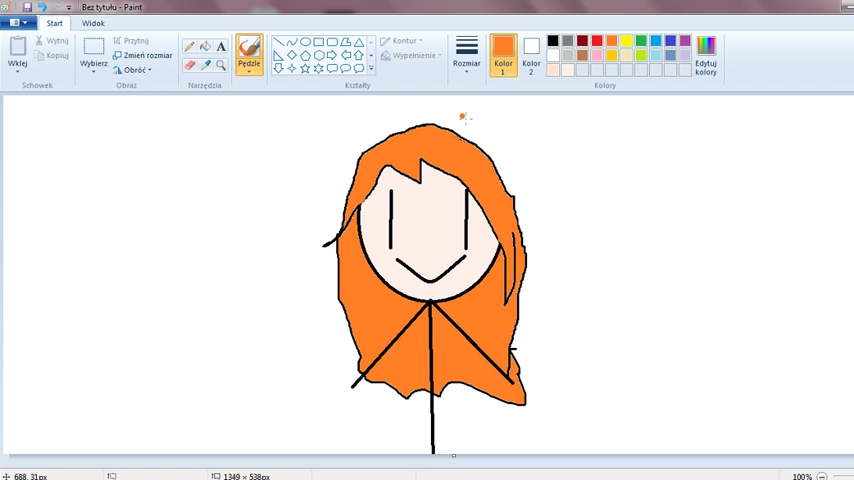 Bez tytułu - Paint
Start Widok
Wklej
Wytnij
Kopiuj
Schowek
Wybierz
Przytnij
Zmień rozmiar
Obróć
Obraz
A
Narzędzia
Pędzle
Kontur
Wypełnienie
Kształty
Rozmiar
Kolor
1
Kolor
2
Edytuj
kolory
Kolory
688, 31px 1349 × 538px 100%